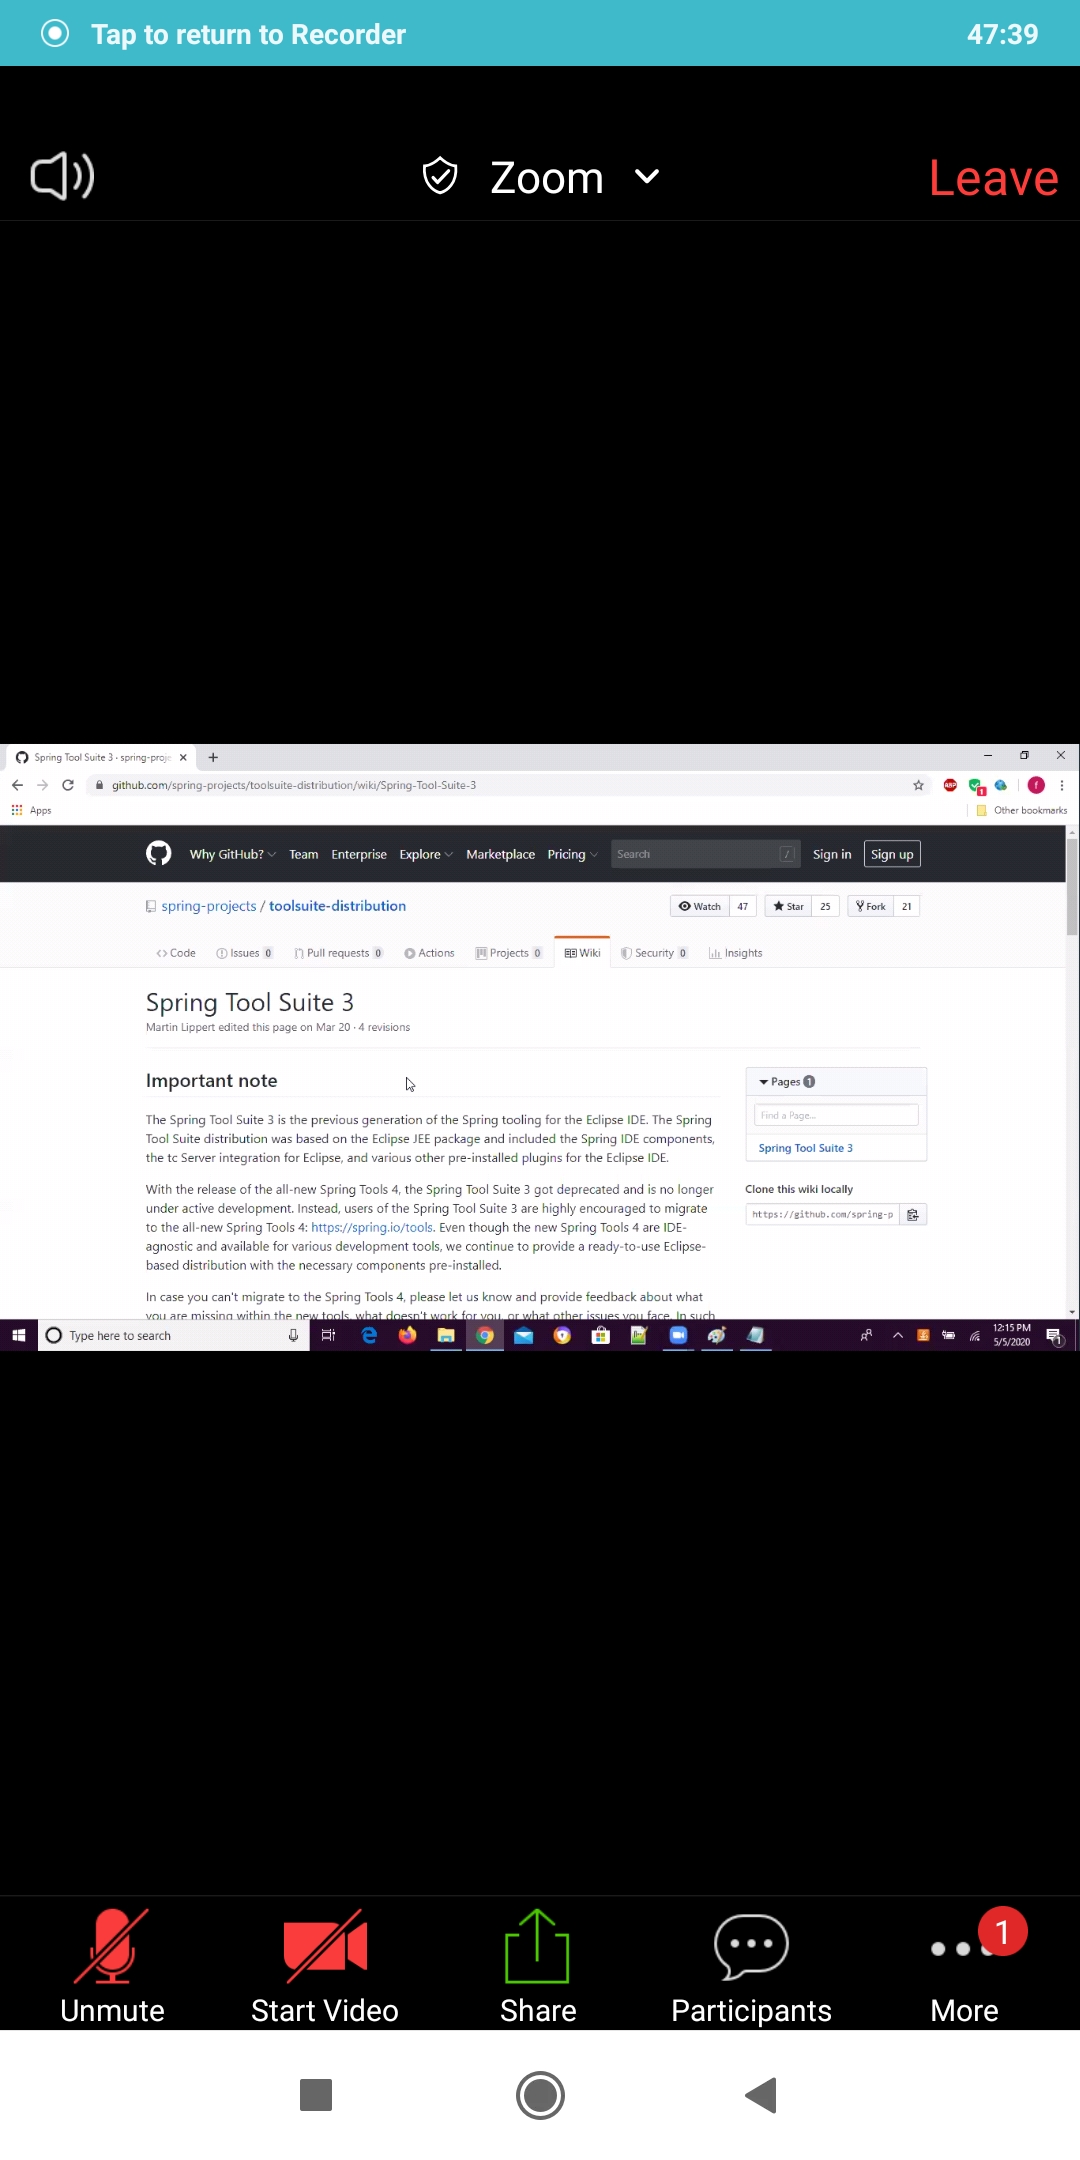 Tap to return to Recorder 47:39
Zoom Leave
Spring Tool Suite 3 · spring-proje
github.com/spring-projects/toolsuite-distribution/wiki/Spring-Tool-Suite-3
ABP 1 f
Apps Other bookmarks
Why GitHub? Team Enterprise Explore Marketplace Pricing Search / Sign in Sign up
spring-projects / toolsuite-distribution Watch 47 Star 25 Fork 21
Code Issues 0 Pull requests 0 Actions Projects 0 Wiki Security 0 Insights
Spring Tool Suite 3
Martin Lippert edited this page on Mar 20 · 4 revisions
Important note
The Spring Tool Suite 3 is the previous generation of the Spring tooling for the Eclipse IDE. The Spring
Tool Suite distribution was based on the Eclipse JEE package and included the Spring IDE components,
the tc Server integration for Eclipse, and various other pre-installed plugins for the Eclipse IDE.
With the release of the all-new Spring Tools 4, the Spring Tool Suite 3 got deprecated and is no longer
under active development. Instead, users of the Spring Tool Suite 3 are highly encouraged to migrate
to the all-new Spring Tools 4: https://spring.io/tools. Even though the new Spring Tools 4 are IDE-
agnostic and available for various development tools, we continue to provide a ready-to-use Eclipse-
based distribution with the necessary components pre-installed.
In case you can't migrate to the Spring Tools 4, please let us know and provide feedback about what
you are missing within the new tools, what doesn't work for you, or what other issues you face. In such
Pages 1
Find a Page...
Spring Tool Suite 3
Clone this wiki locally
https://github.com/spring-p
Type here to search
12:15 PM
5/5/2020
1
1
Unmute Start Video Share Participants More